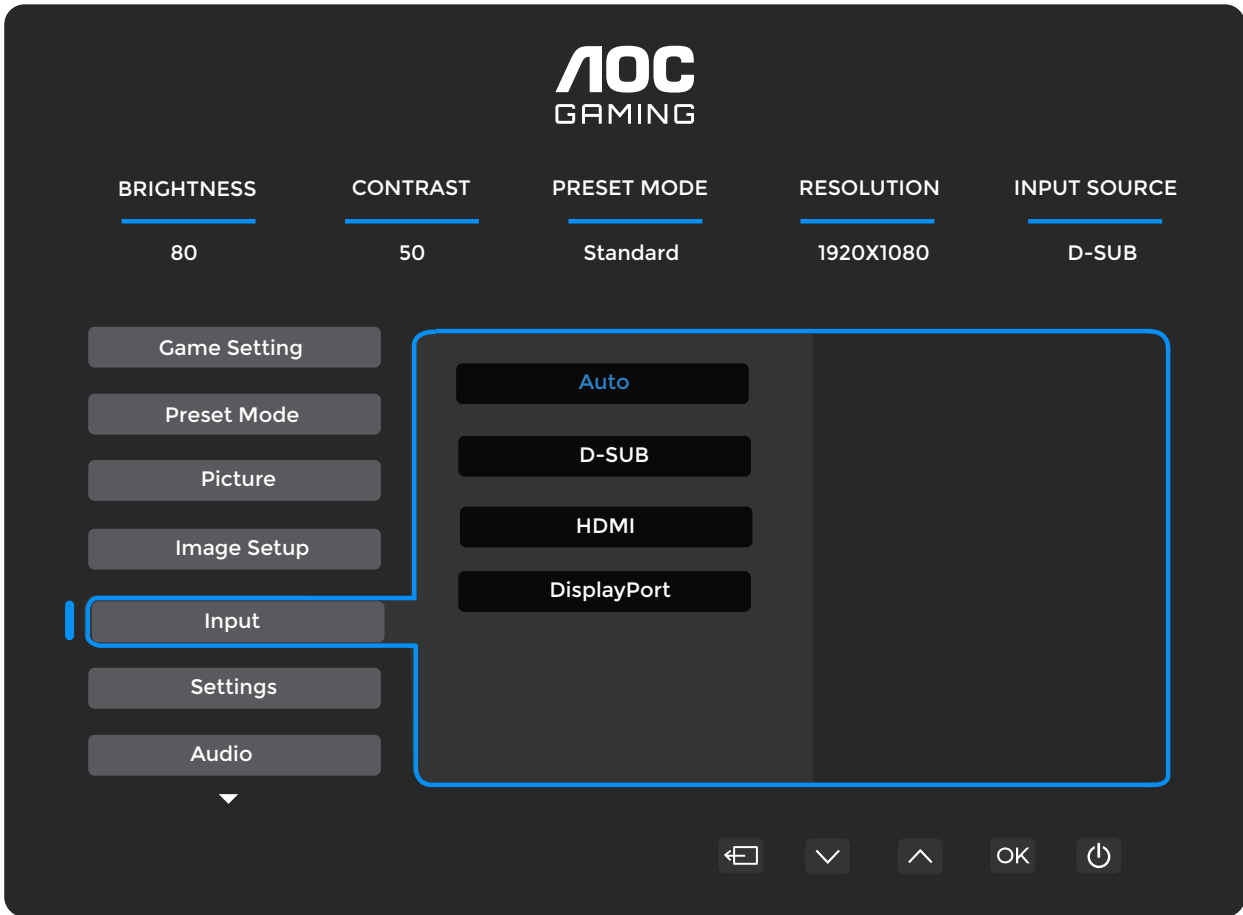 AOC
GAMING
BRIGHTNESS CONTRAST PRESET MODE RESOLUTION INPUT SOURCE
80 50 Standard 1920X1080 D-SUB
Game Setting
Preset Mode
Picture
Image Setup
Input
Settings
Audio
Auto
D-SUB
HDMI
DisplayPort
OK